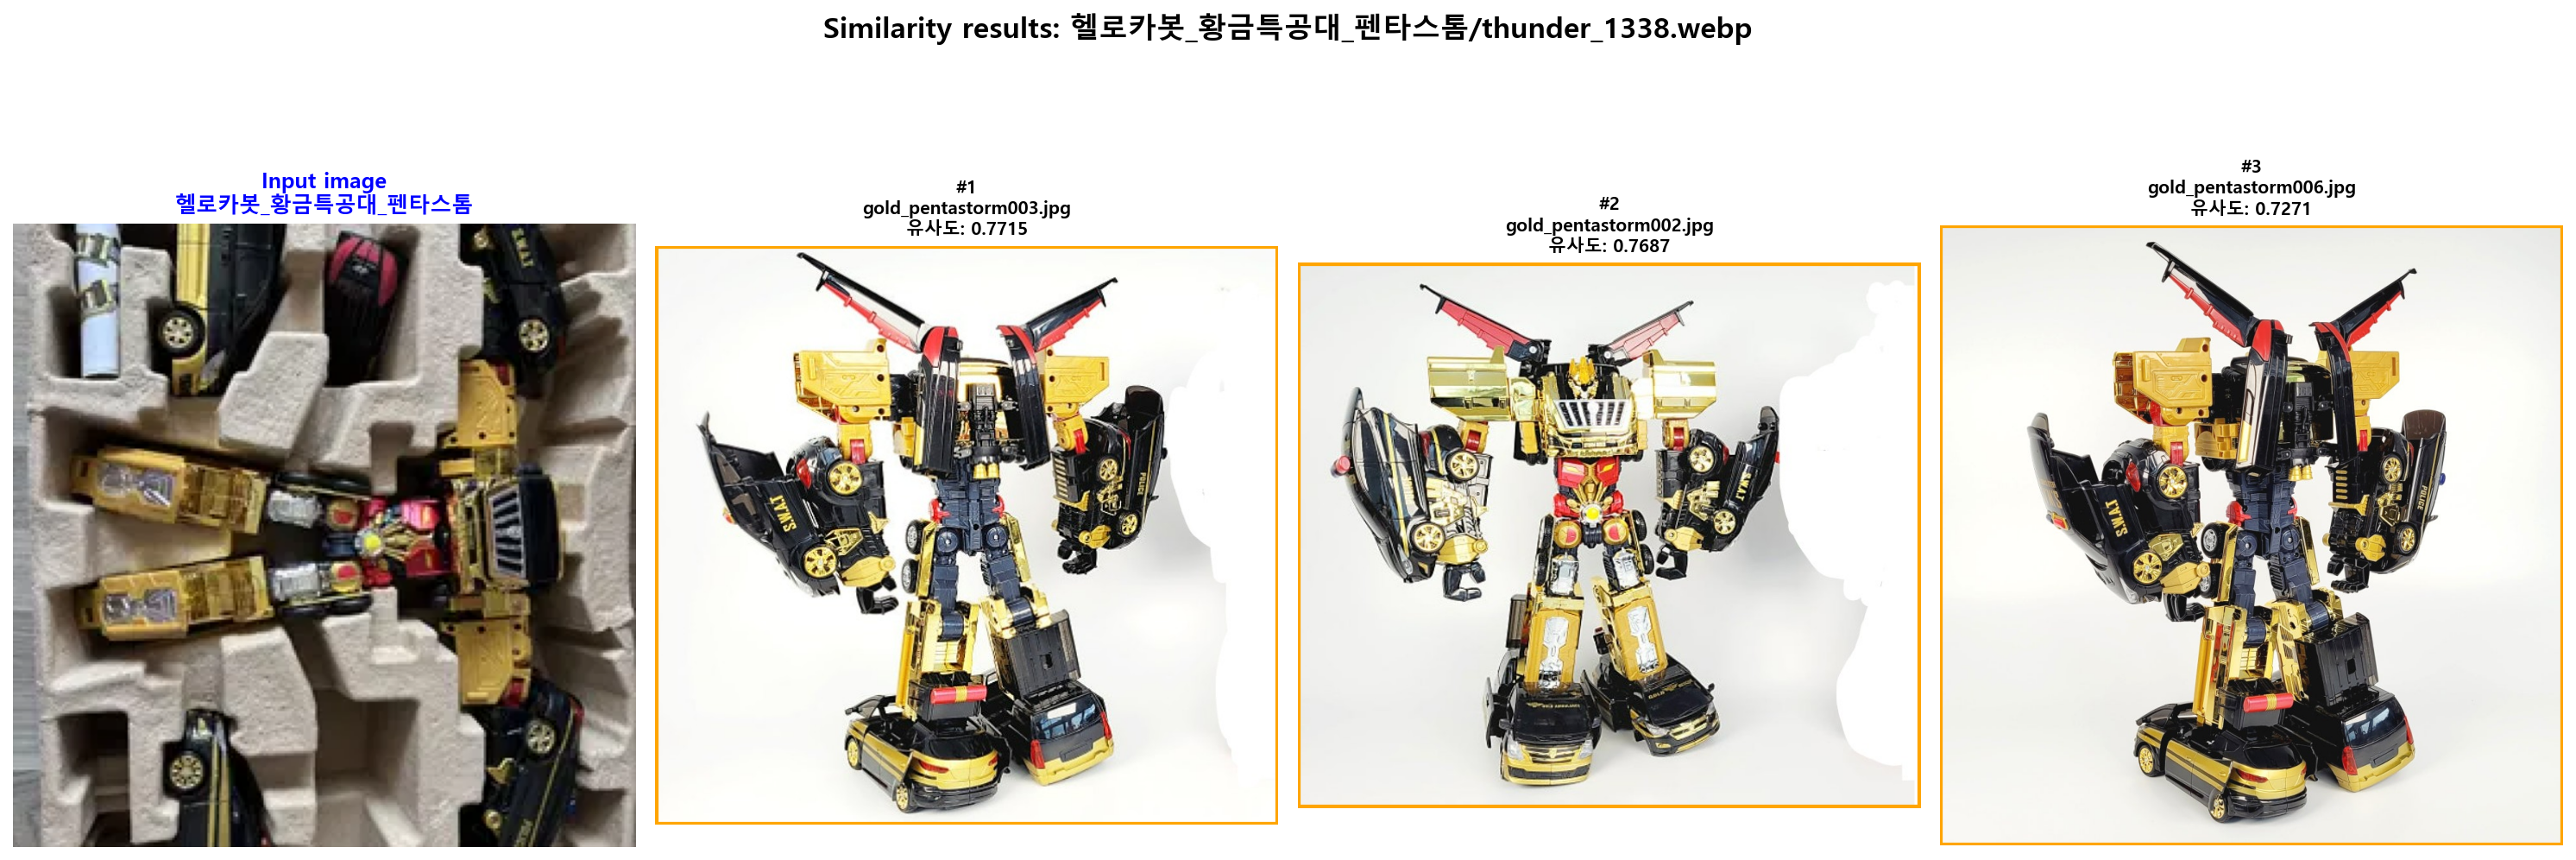 Similarity results: 헬로카봇_황금특공대_펜타스톰/thunder_1338.webp
Input image
헬로카봇_황금특공대_펜타스톰
#1
gold_pentastorm003.jpg
유사도: 0.7715
#2
gold_pentastorm002.jpg
유사도: 0.7687
#3
gold_pentastorm006.jpg
유사도: 0.7271
S.W.A.T
S.W.A.T
POLICE
S.W.A.T
S.W.A.T
POLICE